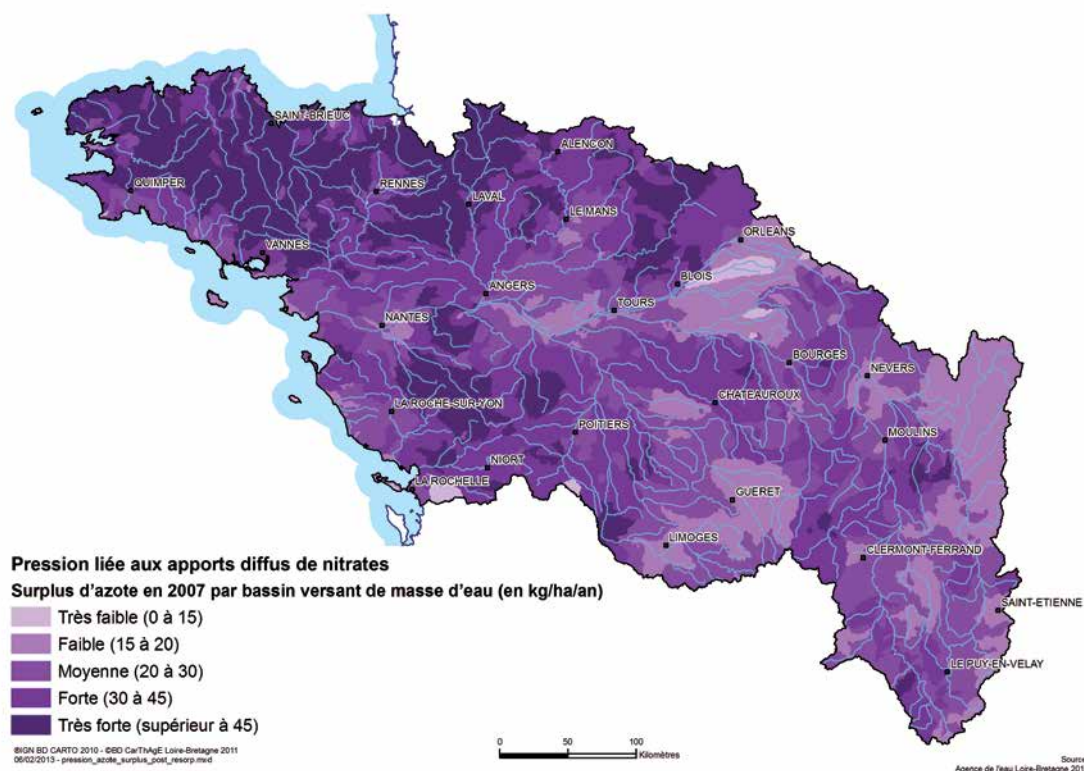 SAINT-BRIEUC
ALENCON
QUIMPER
RENNES
LAVAL
LE MANS
ORLEANS
VANNES
BLOIS
ANGERS
TOURS
NANTES
BOURGES
NEVERS
CHATEAUROUX
LA ROCHE-SUR-YON
POITIERS
MOULINS
NIORT
LA ROCHELLE
GUERET
LIMOGES
CLERMONT-FERRAND
SAINT-ETIENNE
LE PUY-EN-VELAY
Pression liée aux apports diffus de nitrates
Surplus d'azote en 2007 par bassin versant de masse d'eau (en kg/ha/an)
Très faible (0 à 15)
Faible (15 à 20)
Moyenne (20 à 30)
Forte (30 à 45)
Très forte (supérieur à 45)
©IGN BD CARTO 2010 - ©BD CarThAgE Loire-Bretagne 2011
06/02/2013 - pression_azote_surplus_post_resorp.mxd
0 50 100
Kilomètres
Source
Agence de l'eau Loire-Bretagne 201